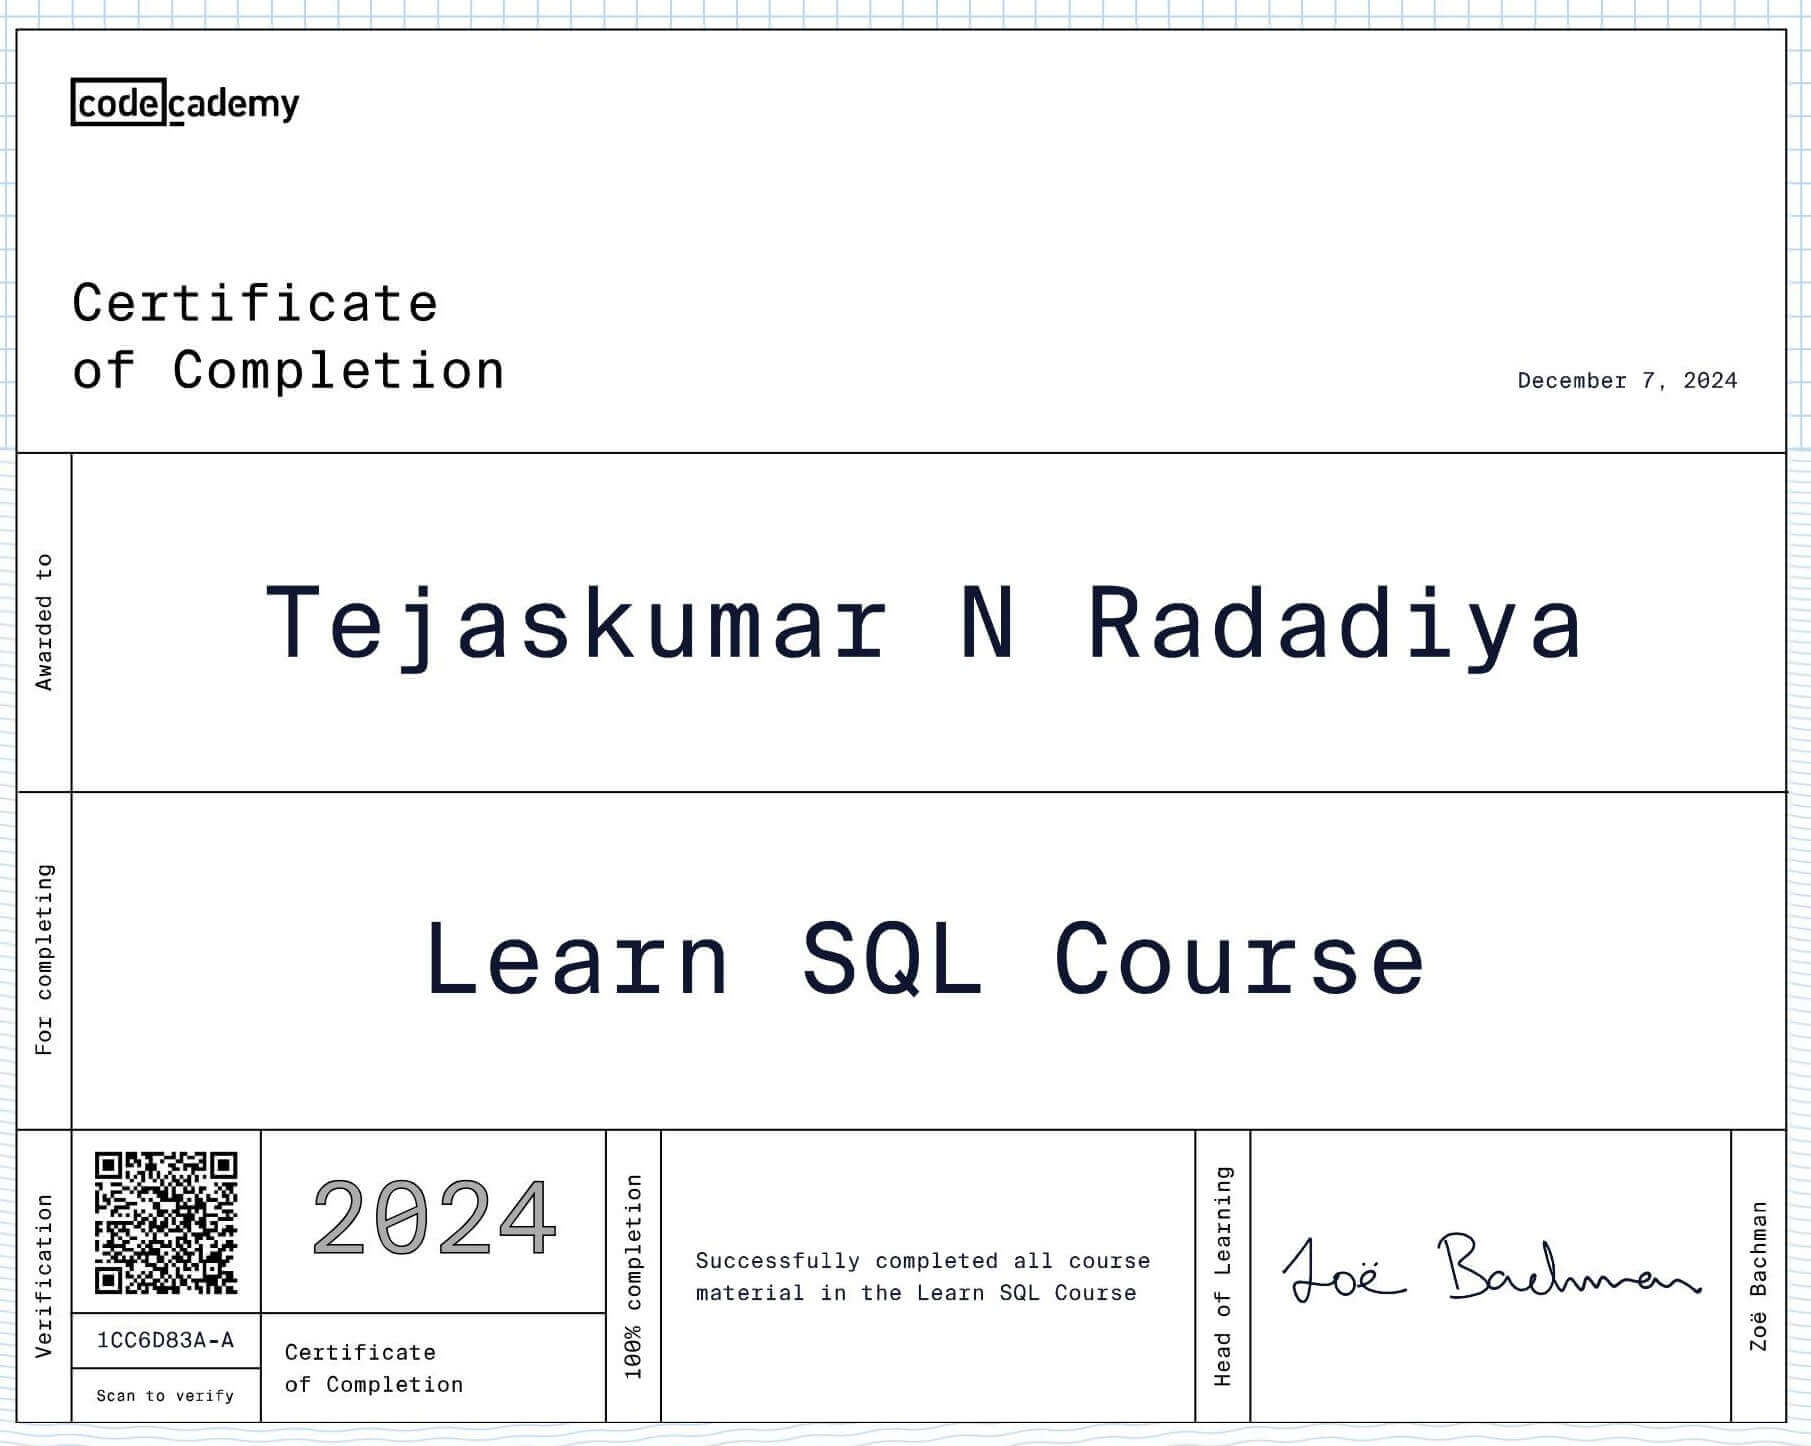 codecademy
Certificate
of Completion
December 7, 2024
Awarded to
Tejaskumar N Radadiya
For completing
Learn SQL Course
Verification
1CC6D83A-A
Scan to verify
2024
Certificate
of Completion
100% completion
Successfully completed all course
material in the Learn SQL Course
Head of Learning
Zoë Bachman
Zoë Bachman